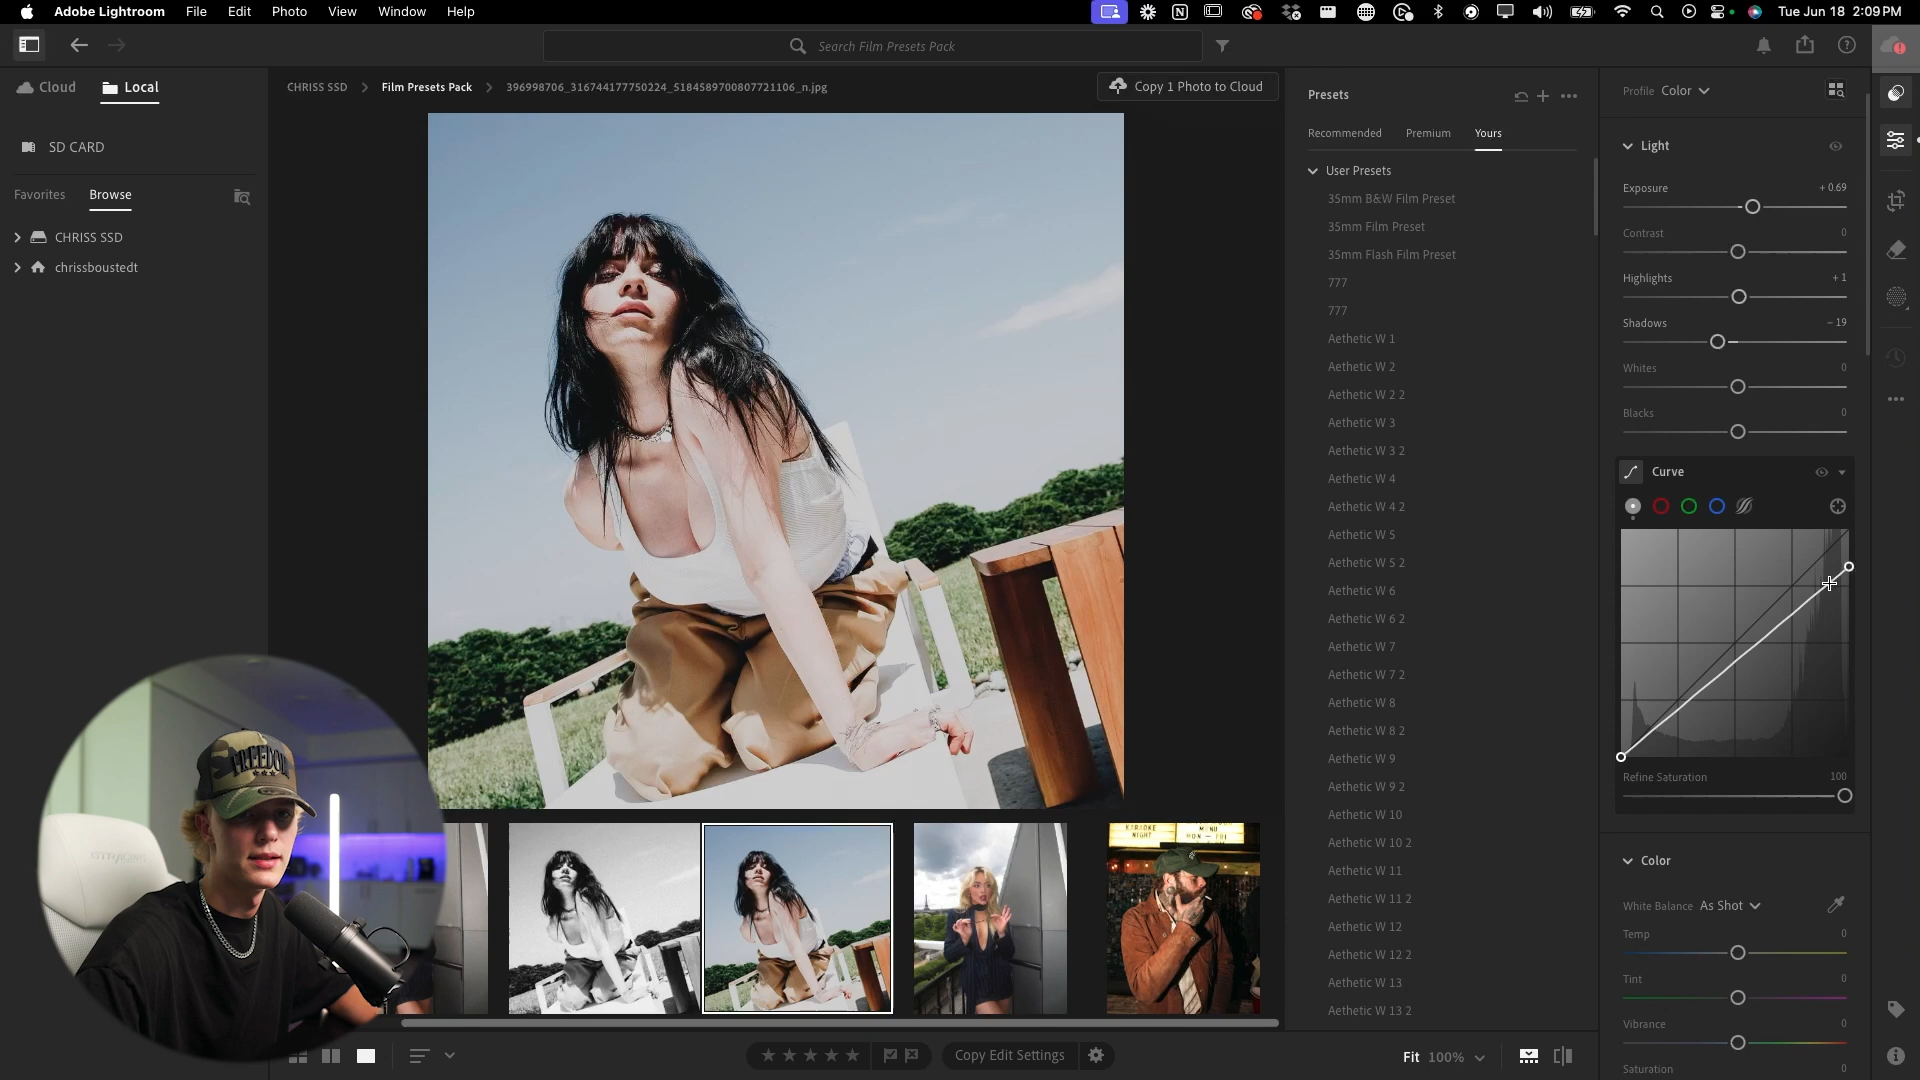 Adobe Lightroom File Edit Photo View Window Help Tue Jun 18 2:09 PM
Search Film Presets Pack
Cloud Local
SD CARD
Favorites Browse
CHRISS SSD
chrissboustedt
CHRISS SSD Film Presets Pack 396998706_316744177750224_5184589700807721106_n.jpg Copy 1 Photo to Cloud
Presets
Recommended Premium Yours
User Presets
35mm B&W Film Preset
35mm Film Preset
35mm Flash Film Preset
777
777
Aethetic W 1
Aethetic W 2
Aethetic W 2 2
Aethetic W 3
Aethetic W 3 2
Aethetic W 4
Aethetic W 4 2
Aethetic W 5
Aethetic W 5 2
Aethetic W 6
Aethetic W 6 2
Aethetic W 7
Aethetic W 7 2
Aethetic W 8
Aethetic W 8 2
Aethetic W 9
Aethetic W 9 2
Aethetic W 10
Aethetic W 10 2
Aethetic W 11
Aethetic W 11 2
Aethetic W 12
Aethetic W 12 2
Aethetic W 13
Aethetic W 13 2
Profile Color
Light
Exposure + 0.69
Contrast 0
Highlights + 1
Shadows − 19
Whites 0
Blacks 0
Curve
Refine Saturation 100
Color
White Balance As Shot
Temp 0
Tint 0
Vibrance 0
Saturation 0
FREEDOM
KARAOKE
NIGHT
MENU
MON - FRI
Copy Edit Settings
Fit 100%